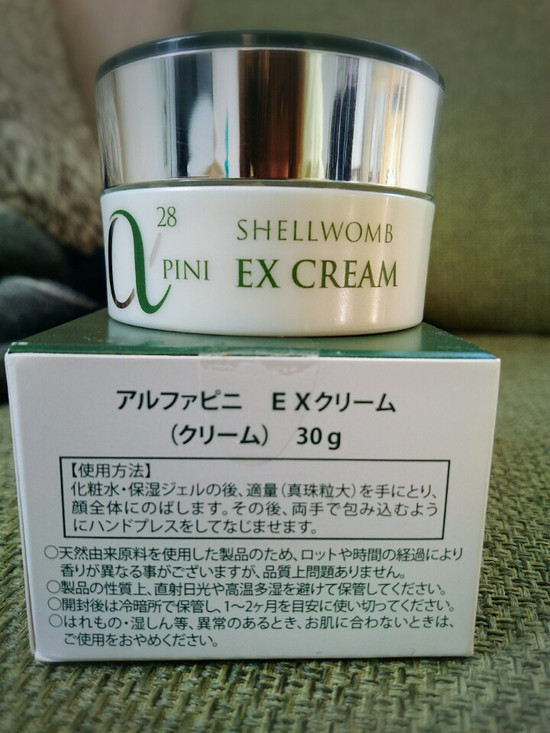 α 28
PINI
SHELLWOMB
EX CREAM
アルファピニ　ＥＸクリーム
（クリーム）　30ｇ
【使用方法】
化粧水・保湿ジェルの後、適量（真珠粒大）を手にとり、
顔全体にのばします。その後、両手で包み込むよう
にハンドプレスをしてなじませます。
○天然由来原料を使用した製品のため、ロットや時間の経過により
香りが異なる事がございますが、品質上問題ありません。
○製品の性質上、直射日光や高温多湿を避けて保管してください。
○開封後は冷暗所で保管し、1〜2ヶ月を目安に使い切ってください。
○はれもの・湿しん等、異常のあるとき、お肌に合わないときは、
ご使用をおやめください。